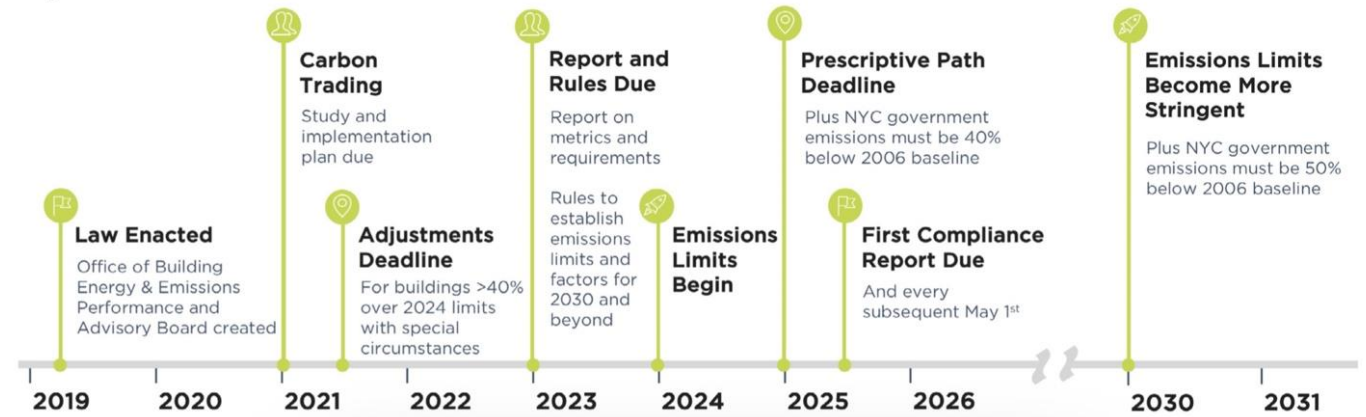 Carbon
Trading
Study and
implementation
plan due
Report and
Rules Due
Report on
metrics and
requirements
Rules to
establish
emissions
limits and
factors for
2030 and
beyond
Prescriptive Path
Deadline
Plus NYC government
emissions must be 40%
below 2006 baseline
Emissions Limits
Become More
Stringent
Plus NYC government
emissions must be 50%
below 2006 baseline
Law Enacted
Office of Building
Energy & Emissions
Performance and
Advisory Board created
Adjustments
Deadline
For buildings >40%
over 2024 limits
with special
circumstances
Emissions
Limits
Begin
First Compliance
Report Due
And every
subsequent May 1st
2019 2020 2021 2022 2023 2024 2025 2026 2030 2031